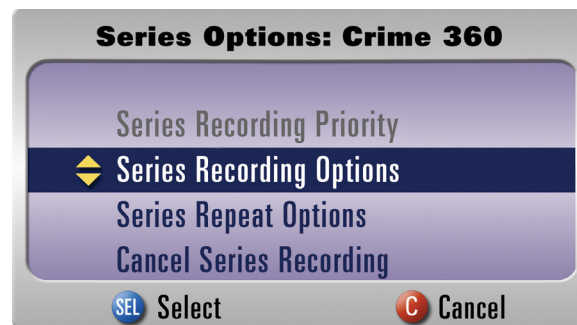 Series Options: Crime 360
Series Recording Priority
Series Recording Options
Series Repeat Options
Cancel Series Recording
SEL Select C Cancel